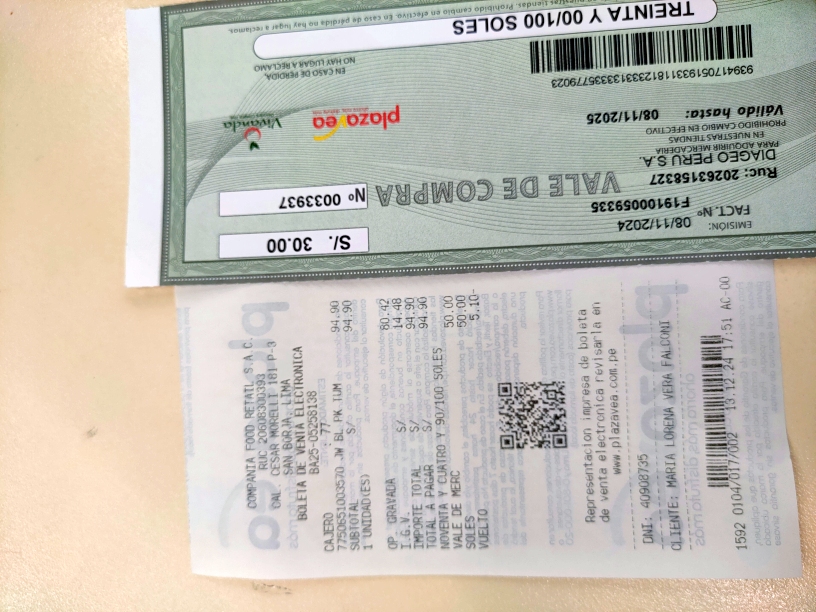 TREINTA Y 00/100 SOLES
9394170519331181233313333577902​3
EN CASO DE PERDIDA,
NO HAY LUGAR A RECLAMO
Válido hasta: 08/11/2025
PROHIBIDO CAMBIO EN EFECTIVO
EN NUESTRAS TIENDAS
PARA ADQUIRIR MERCADERIA
DIAGEO PERU S.A.
Ruc: 20263158327
plazavea
Vivanda
VALE DE COMPRA
Nº 0033937
FACT. Nº F19100059335
EMISIÓN: 08/11/2024
S/. 30.00
COMPANIA FOOD RETAIL S.A.C.
RUC 20608300393
CAL CESAR MORELLI 181 P-3
SAN BORJA, LIMA
BOLETA DE VENTA ELECTRONICA
BA25-05258138
CAJERO : 77
7750651003570 JW BL PK TUM 94.90
SUBTOTAL S/ 94.90
1 UNIDAD(ES)
OP. GRAVADA 80.42
I.G.V. S/ 14.48
IMPORTE TOTAL S/ 94.90
TOTAL A PAGAR S/ 94.90
NOVENTA Y CUATRO Y 90/100 SOLES
VALE DE MERC 50.00
SOLES 50.00
VUELTO 5.10-
Representacion impresa de boleta
de venta electronica revisarla en
www.plazavea.com.pe
DNI: 40908735
CLIENTE: MARIA LORENA VERA FALCONI
1592 0104/017/002 13.12.24 17:51 AC-00